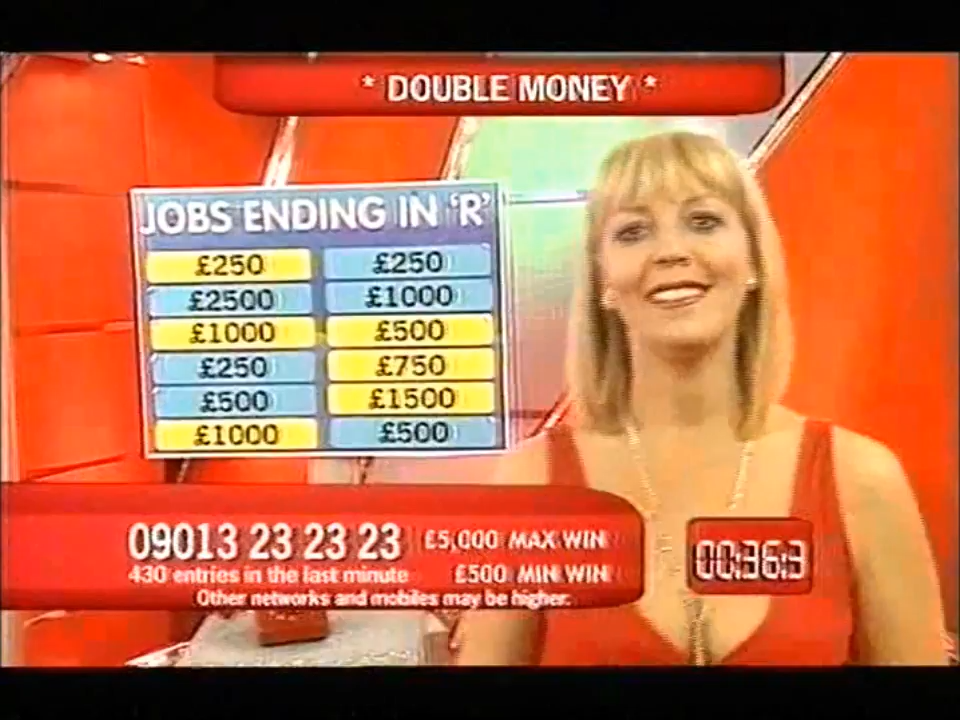 * DOUBLE MONEY *
JOBS ENDING IN 'R'
£250 £250
£2500 £1000
£1000 £500
£250 £750
£500 £1500
£1000 £500
09013 23 23 23 £5,000 MAX WIN
430 entries in the last minute £500 MIN WIN
Other networks and mobiles may be higher.
00:36:3